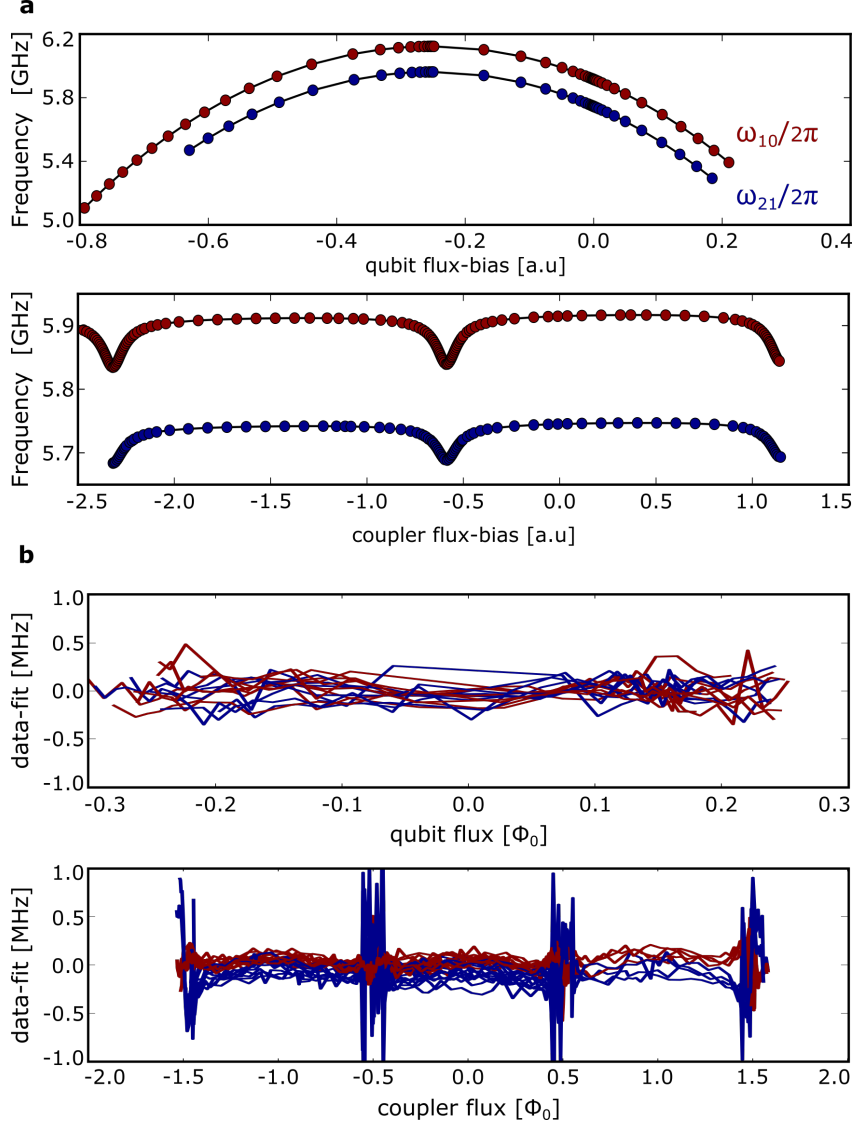 a
Frequency [GHz]
6.2
5.8
5.4
5.0
ω10/2π
ω21/2π
-0.8 -0.6 -0.4 -0.2 0.0 0.2 0.4
qubit flux-bias [a.u]
Frequency [GHz]
5.9
5.8
5.7
-2.5 -2.0 -1.5 -1.0 -0.5 0.0 0.5 1.0 1.5
coupler flux-bias [a.u]
b
data-fit [MHz]
1.0
0.5
0.0
-0.5
-1.0
-0.3 -0.2 -0.1 0.0 0.1 0.2 0.3
qubit flux [Φ0]
data-fit [MHz]
1.0
0.5
0.0
-0.5
-1.0
-2.0 -1.5 -1.0 -0.5 0.0 0.5 1.0 1.5 2.0
coupler flux [Φ0]